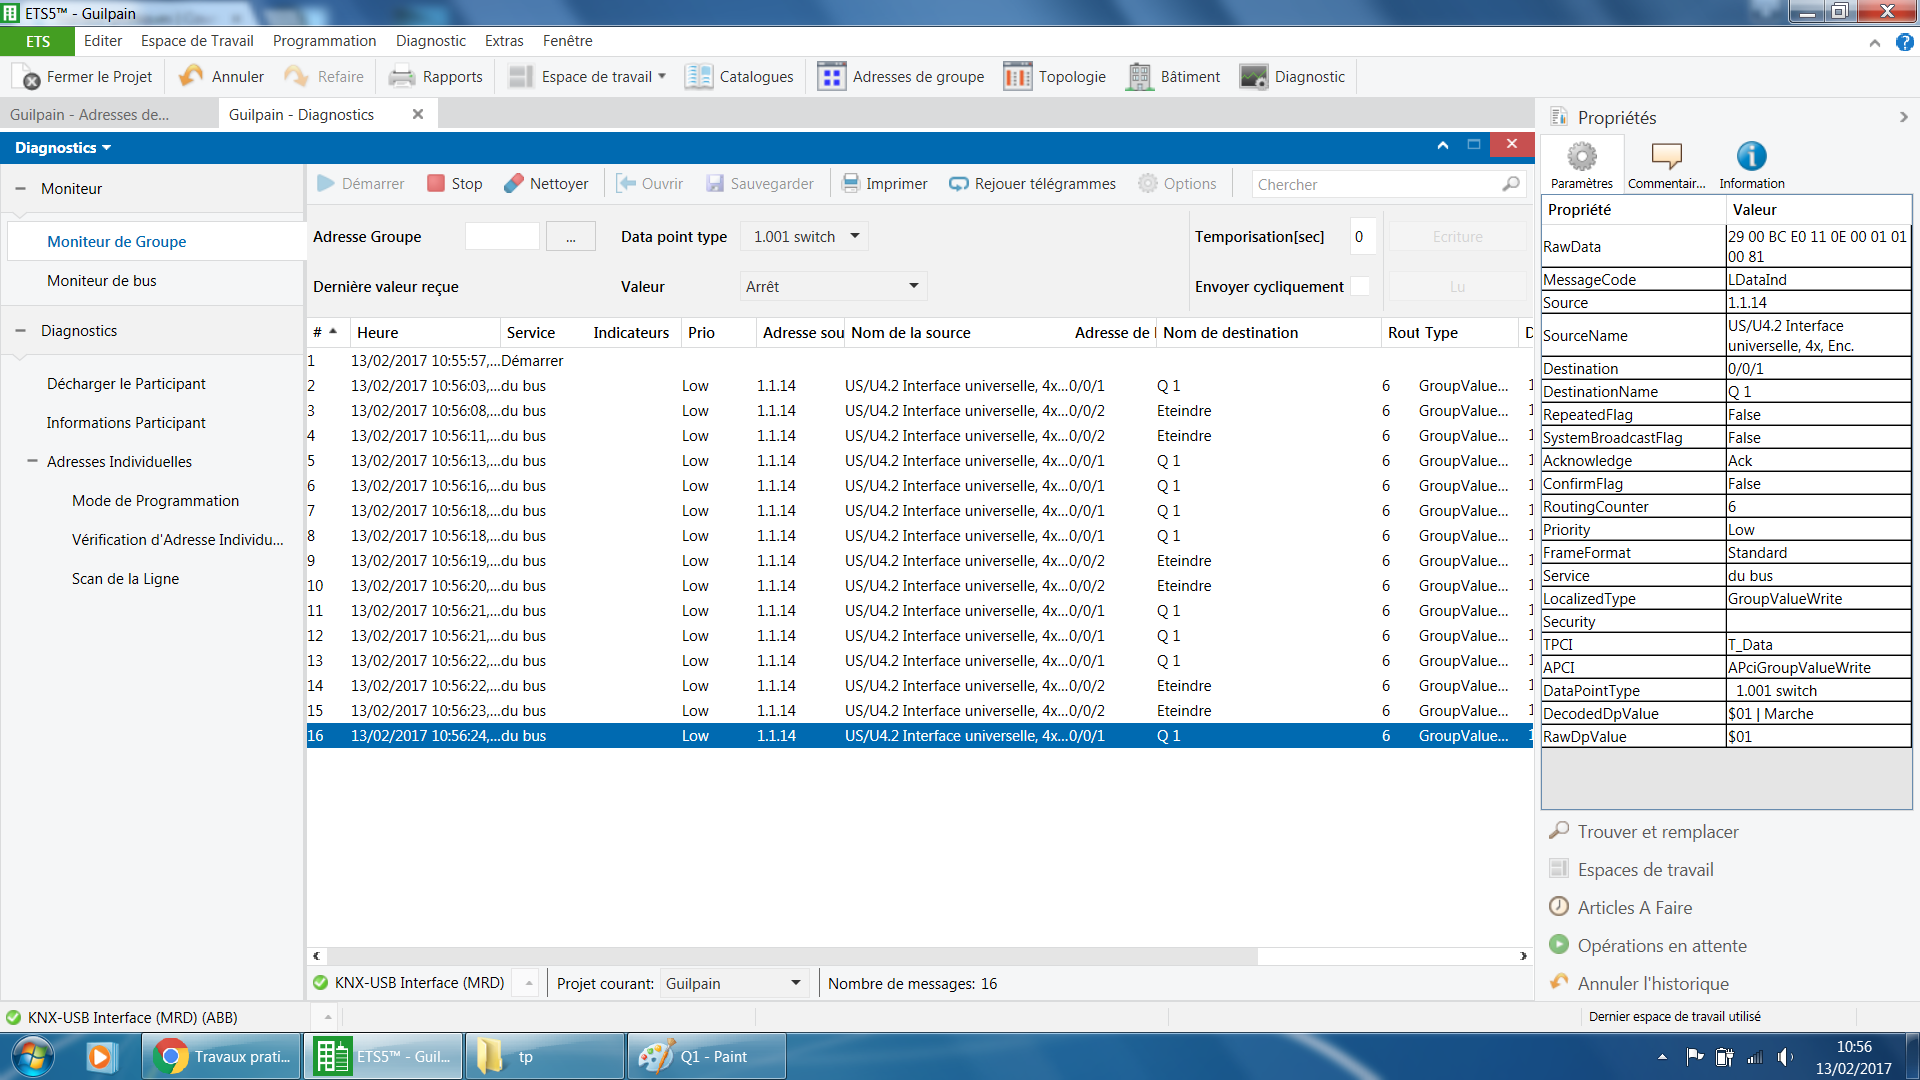 ETS5™ - Guilpain
ETS Editer Espace de Travail Programmation Diagnostic Extras Fenêtre
Fermer le Projet Annuler Refaire Rapports Espace de travail Catalogues Adresses de groupe Topologie Bâtiment Diagnostic
Guilpain - Adresses de... Guilpain - Diagnostics
Diagnostics
Moniteur
Moniteur de Groupe
Moniteur de bus
Diagnostics
Décharger le Participant
Informations Participant
Adresses Individuelles
Mode de Programmation
Vérification d'Adresse Individu...
Scan de la Ligne
Démarrer Stop Nettoyer Ouvrir Sauvegarder Imprimer Rejouer télégrammes Options Chercher
Adresse Groupe ... Data point type 1.001 switch Temporisation[sec] 0 Ecriture
Dernière valeur reçue Valeur Arrêt Envoyer cycliquement Lu
# Heure Service Indicateurs Prio Adresse sou Nom de la source Adresse de Nom de destination Rout Type D
1 13/02/2017 10:55:57,...Démarrer
2 13/02/2017 10:56:03,...du bus Low 1.1.14 US/U4.2 Interface universelle, 4x...0/0/1 Q 1 6 GroupValue... 1
3 13/02/2017 10:56:08,...du bus Low 1.1.14 US/U4.2 Interface universelle, 4x...0/0/2 Eteindre 6 GroupValue... 1
4 13/02/2017 10:56:11,...du bus Low 1.1.14 US/U4.2 Interface universelle, 4x...0/0/2 Eteindre 6 GroupValue... 1
5 13/02/2017 10:56:13,...du bus Low 1.1.14 US/U4.2 Interface universelle, 4x...0/0/1 Q 1 6 GroupValue... 1
6 13/02/2017 10:56:16,...du bus Low 1.1.14 US/U4.2 Interface universelle, 4x...0/0/1 Q 1 6 GroupValue... 1
7 13/02/2017 10:56:18,...du bus Low 1.1.14 US/U4.2 Interface universelle, 4x...0/0/1 Q 1 6 GroupValue... 1
8 13/02/2017 10:56:18,...du bus Low 1.1.14 US/U4.2 Interface universelle, 4x...0/0/1 Q 1 6 GroupValue... 1
9 13/02/2017 10:56:19,...du bus Low 1.1.14 US/U4.2 Interface universelle, 4x...0/0/2 Eteindre 6 GroupValue... 1
10 13/02/2017 10:56:20,...du bus Low 1.1.14 US/U4.2 Interface universelle, 4x...0/0/2 Eteindre 6 GroupValue... 1
11 13/02/2017 10:56:21,...du bus Low 1.1.14 US/U4.2 Interface universelle, 4x...0/0/1 Q 1 6 GroupValue... 1
12 13/02/2017 10:56:21,...du bus Low 1.1.14 US/U4.2 Interface universelle, 4x...0/0/1 Q 1 6 GroupValue... 1
13 13/02/2017 10:56:22,...du bus Low 1.1.14 US/U4.2 Interface universelle, 4x...0/0/1 Q 1 6 GroupValue... 1
14 13/02/2017 10:56:22,...du bus Low 1.1.14 US/U4.2 Interface universelle, 4x...0/0/2 Eteindre 6 GroupValue... 1
15 13/02/2017 10:56:23,...du bus Low 1.1.14 US/U4.2 Interface universelle, 4x...0/0/2 Eteindre 6 GroupValue... 1
16 13/02/2017 10:56:24,...du bus Low 1.1.14 US/U4.2 Interface universelle, 4x...0/0/1 Q 1 6 GroupValue... 1
KNX-USB Interface (MRD) Projet courant: Guilpain Nombre de messages: 16
Propriétés
Paramètres Commentair... Information
Propriété Valeur
RawData 29 00 BC E0 11 0E 00 01 01
00 81
MessageCode LDataInd
Source 1.1.14
SourceName US/U4.2 Interface
universelle, 4x, Enc.
Destination 0/0/1
DestinationName Q 1
RepeatedFlag False
SystemBroadcastFlag False
Acknowledge Ack
ConfirmFlag False
RoutingCounter 6
Priority Low
FrameFormat Standard
Service du bus
LocalizedType GroupValueWrite
Security
TPCI T_Data
APCI APciGroupValueWrite
DataPointType 1.001 switch
DecodedDpValue $01 | Marche
RawDpValue $01
Trouver et remplacer
Espaces de travail
Articles A Faire
Opérations en attente
Annuler l'historique
KNX-USB Interface (MRD) (ABB) Dernier espace de travail utilisé
Travaux prati... ETS5™ - Guil... tp Q1 - Paint
10:56
13/02/2017